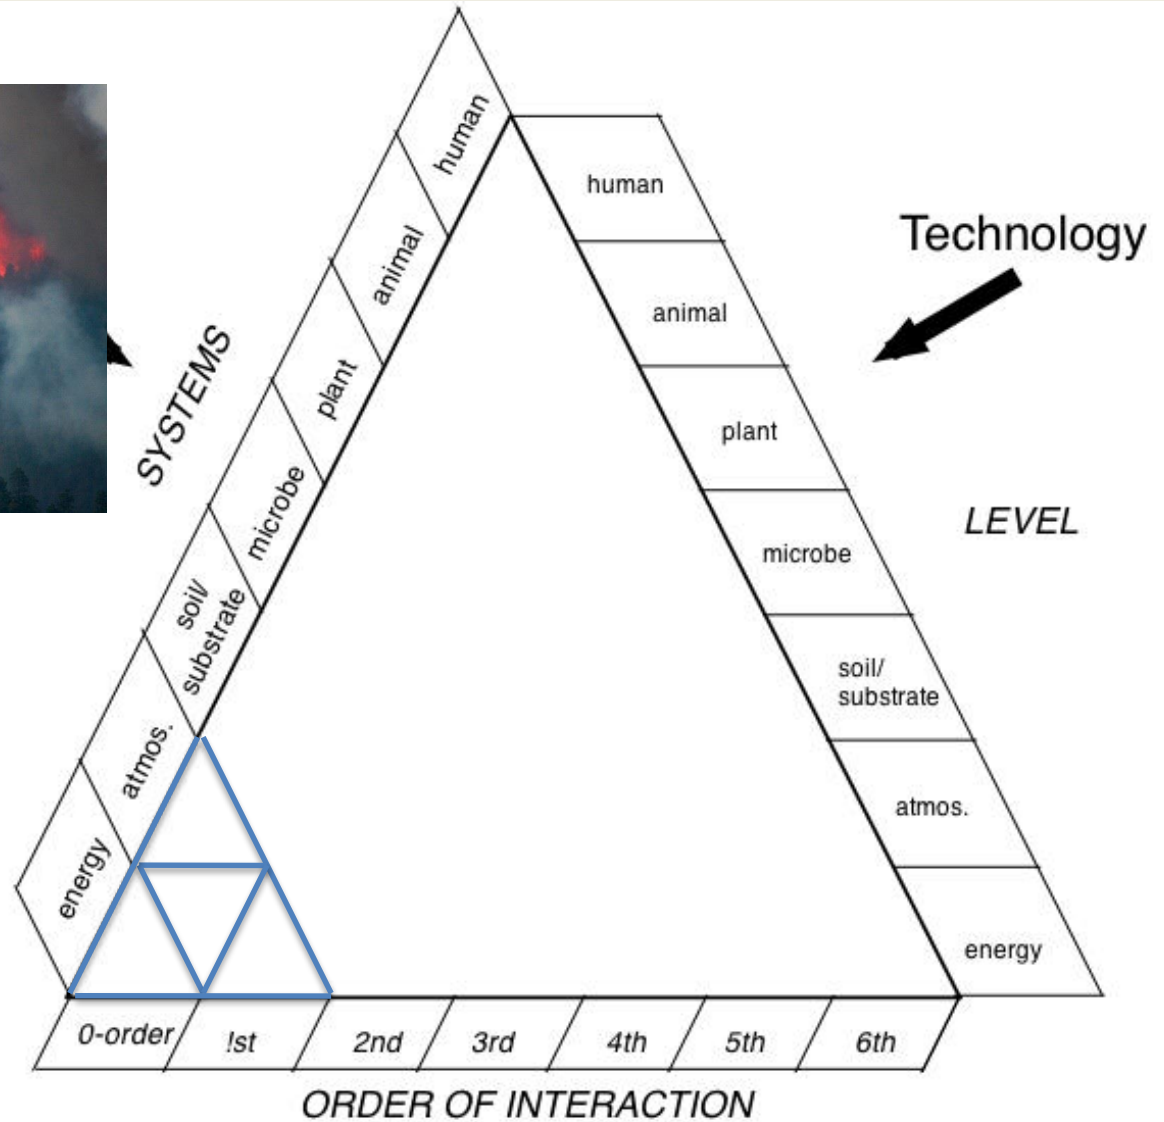 human
animal
plant
microbe
soil/
substrate
atmos.
energy
SYSTEMS
human
animal
plant
microbe
soil/
substrate
atmos.
energy
Technology
LEVEL
0-order
!st
2nd
3rd
4th
5th
6th
ORDER OF INTERACTION